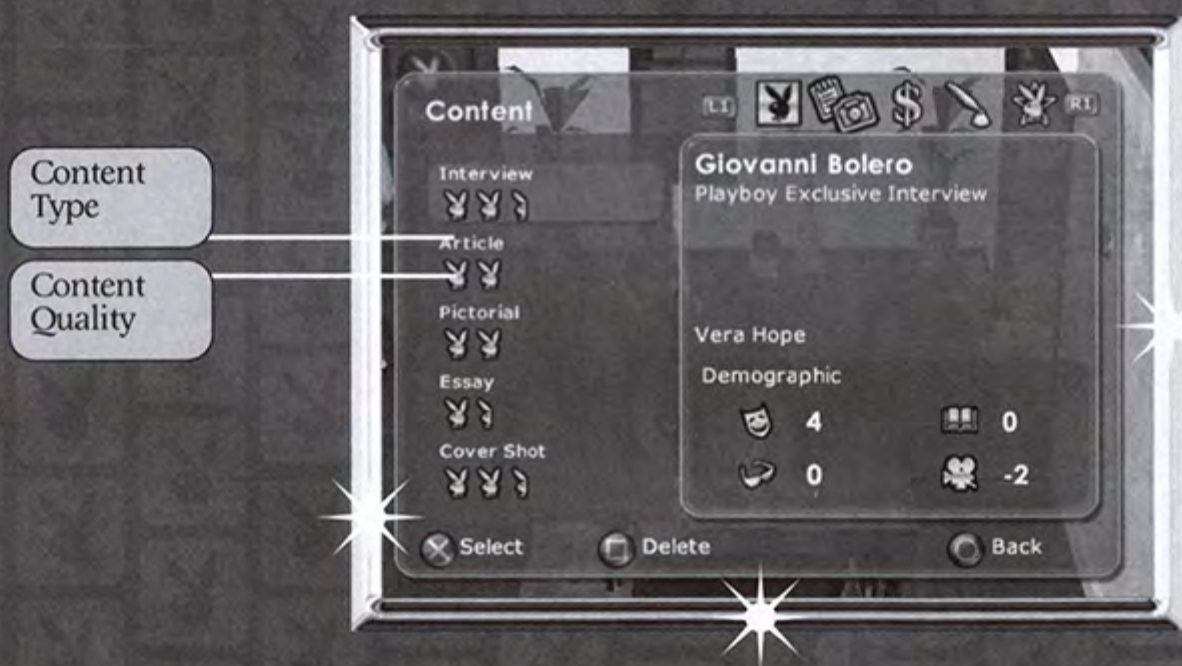 Content
Type
Content
Quality
Content
L1
$
R1
Interview
Article
Pictorial
Essay
Cover Shot
Giovanni Bolero
Playboy Exclusive Interview
Vera Hope
Demographic
4
0
0
-2
Select
Delete
Back